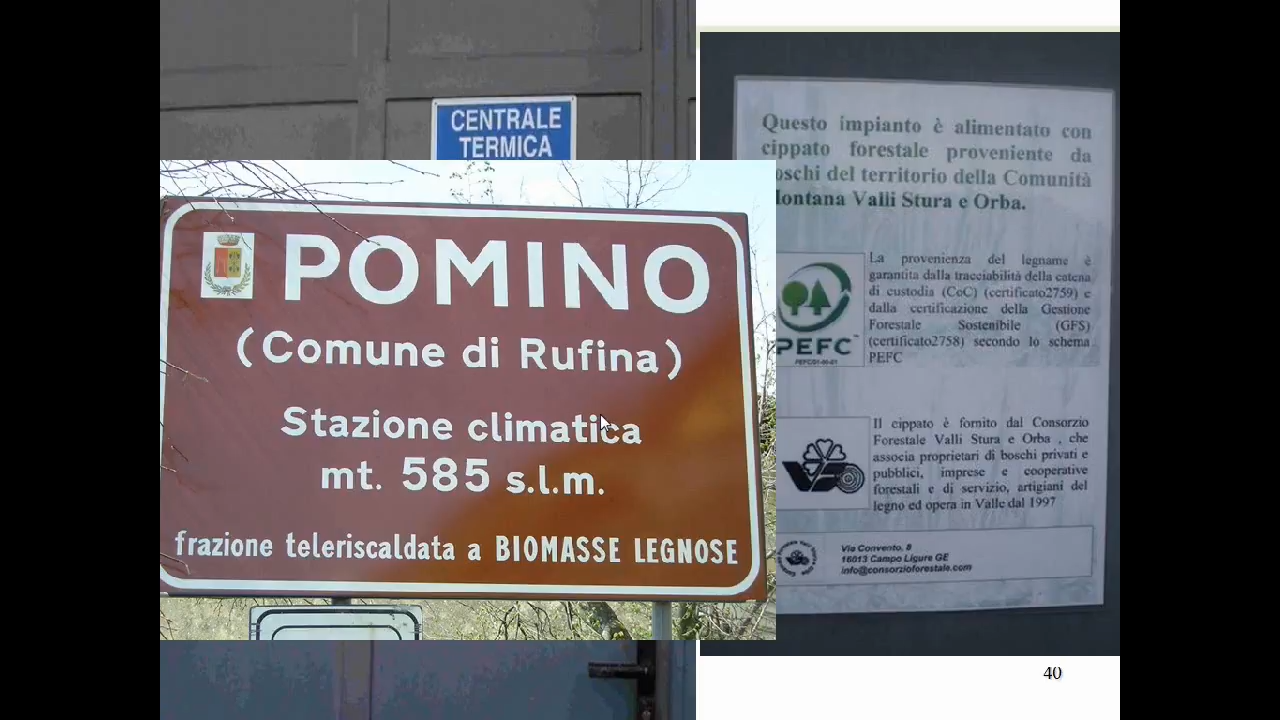 CENTRALE
TERMICA
POMINO
(Comune di Rufina)
Stazione climatica
mt. 585 s.l.m.
frazione teleriscaldata a BIOMASSE LEGNOSE
Questo impianto è alimentato con
cippato forestale proveniente da
boschi del territorio della Comunità
Montana Valli Stura e Orba.
La provenienza del legname è
garantita dalla tracciabilità della catena
di custodia (CoC) (certificato2759) e
dalla certificazione della Gestione
Forestale Sostenibile (GFS)
(certificato2758) secondo lo schema
PEFC
PEFC
Il cippato è fornito dal Consorzio
Forestale Valli Stura e Orba , che
associa proprietari di boschi privati e
pubblici, imprese e cooperative
forestali e di servizio, artigiani del
legno ed opera in Valle dal 1997
Via Convento, 8
16013 Campo Ligure GE
info@consorzioforestale.com
40